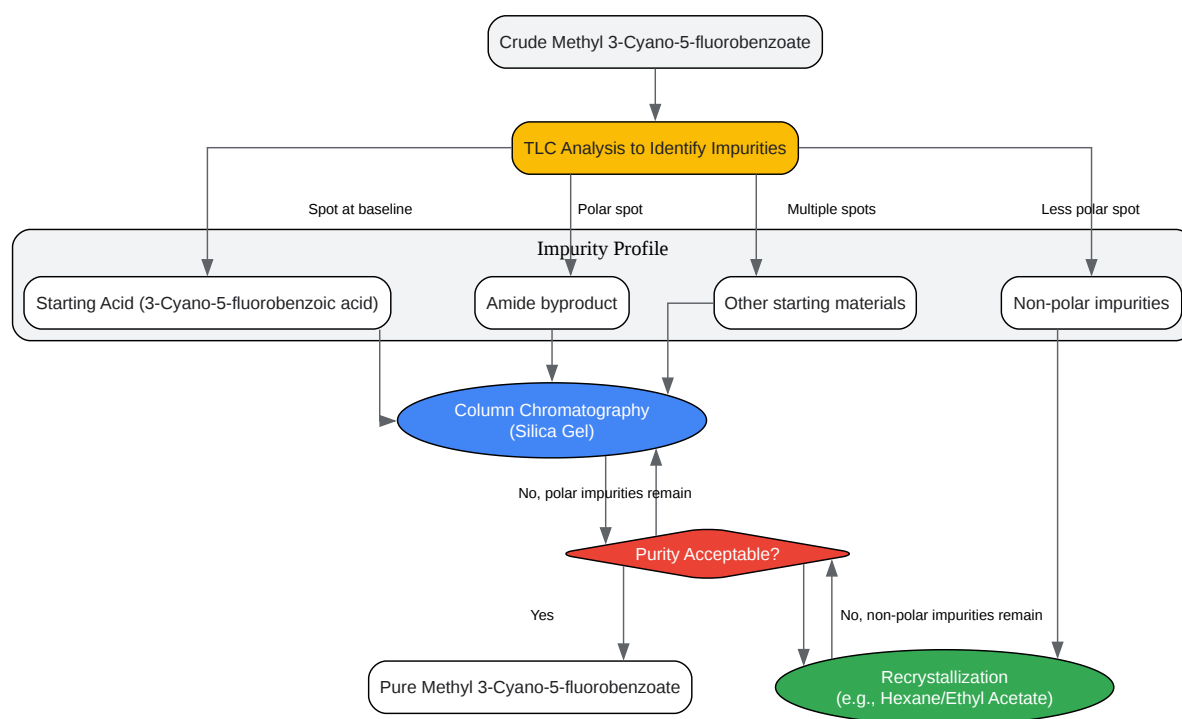 Crude Methyl 3-Cyano-5-fluorobenzoate
TLC Analysis to Identify Impurities
Spot at baseline
Polar spot
Multiple spots
Less polar spot
Impurity Profile
Starting Acid (3-Cyano-5-fluorobenzoic acid)
Amide byproduct
Other starting materials
Non-polar impurities
Column Chromatography
(Silica Gel)
No, polar impurities remain
Purity Acceptable?
Yes
No, non-polar impurities remain
Pure Methyl 3-Cyano-5-fluorobenzoate
Recrystallization
(e.g., Hexane/Ethyl Acetate)